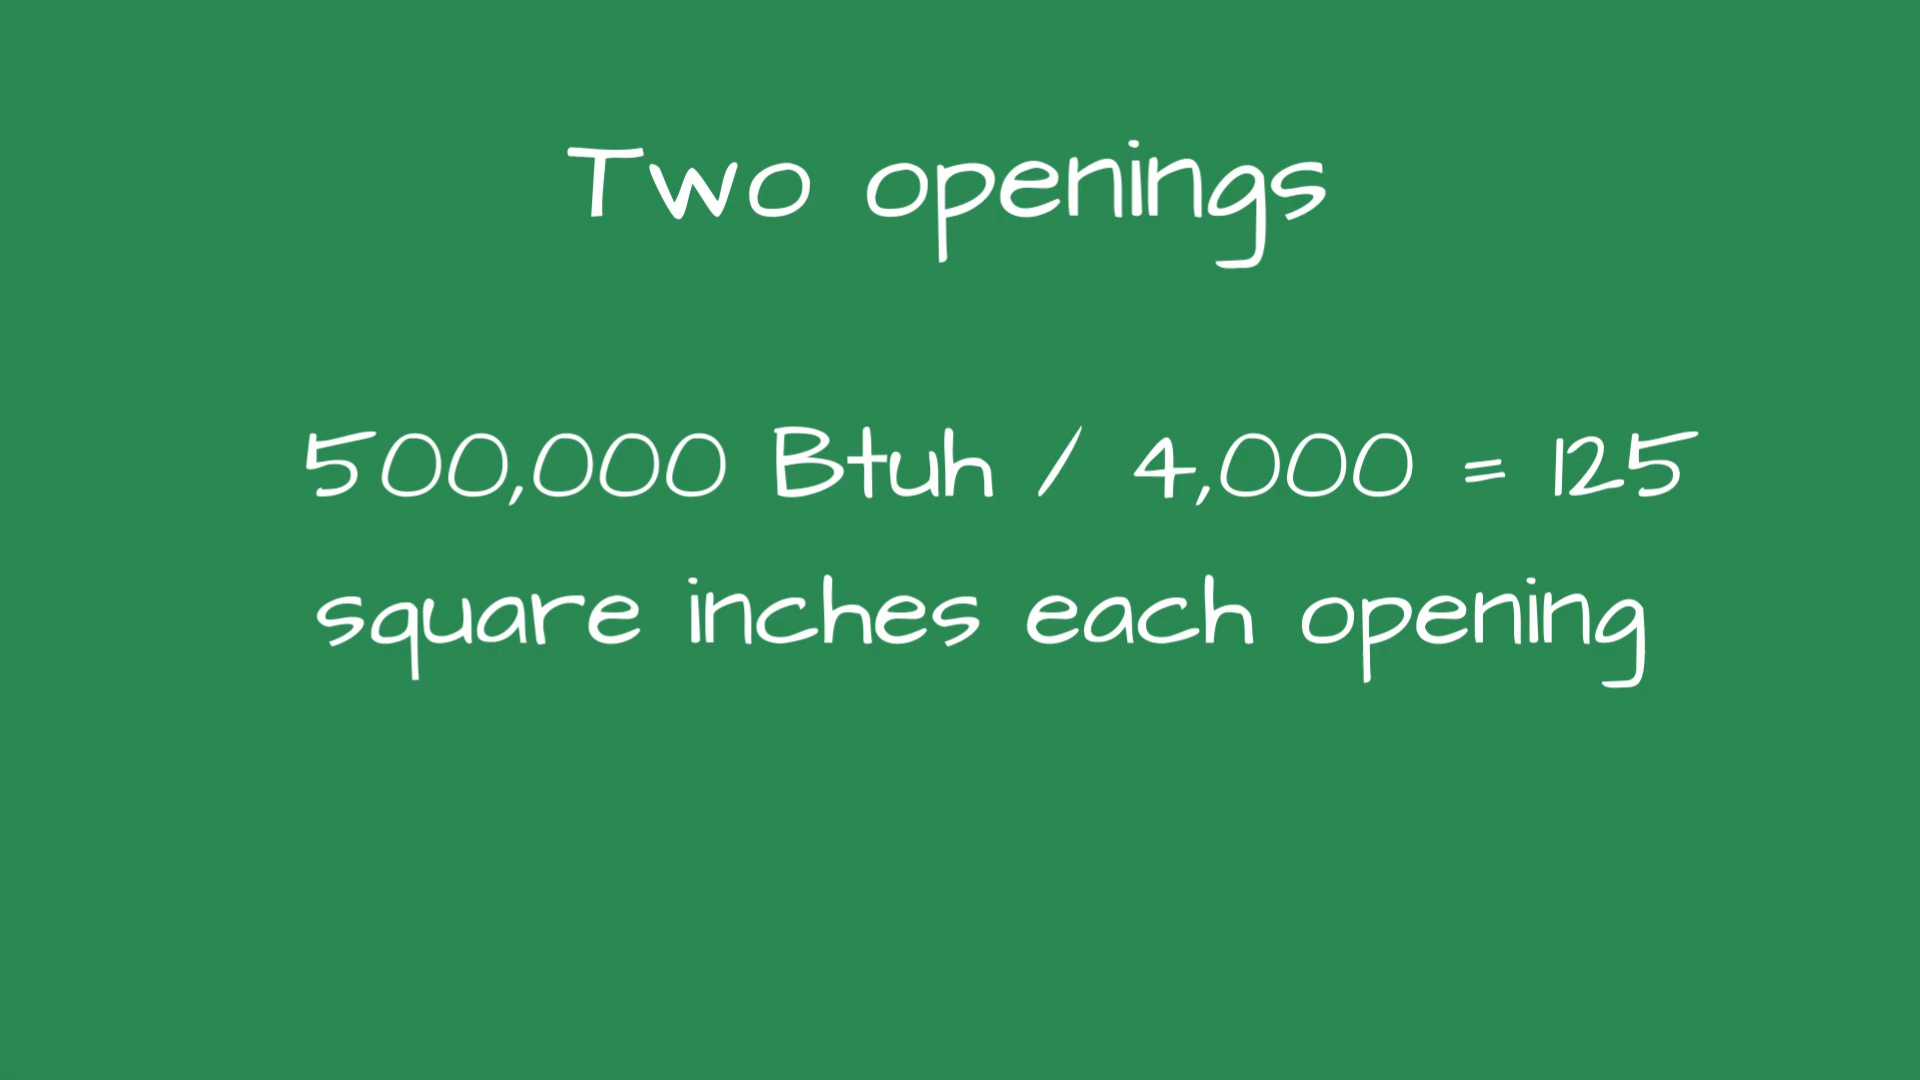 Two openings
500,000 Btuh / 4,000 = 125
square inches each opening